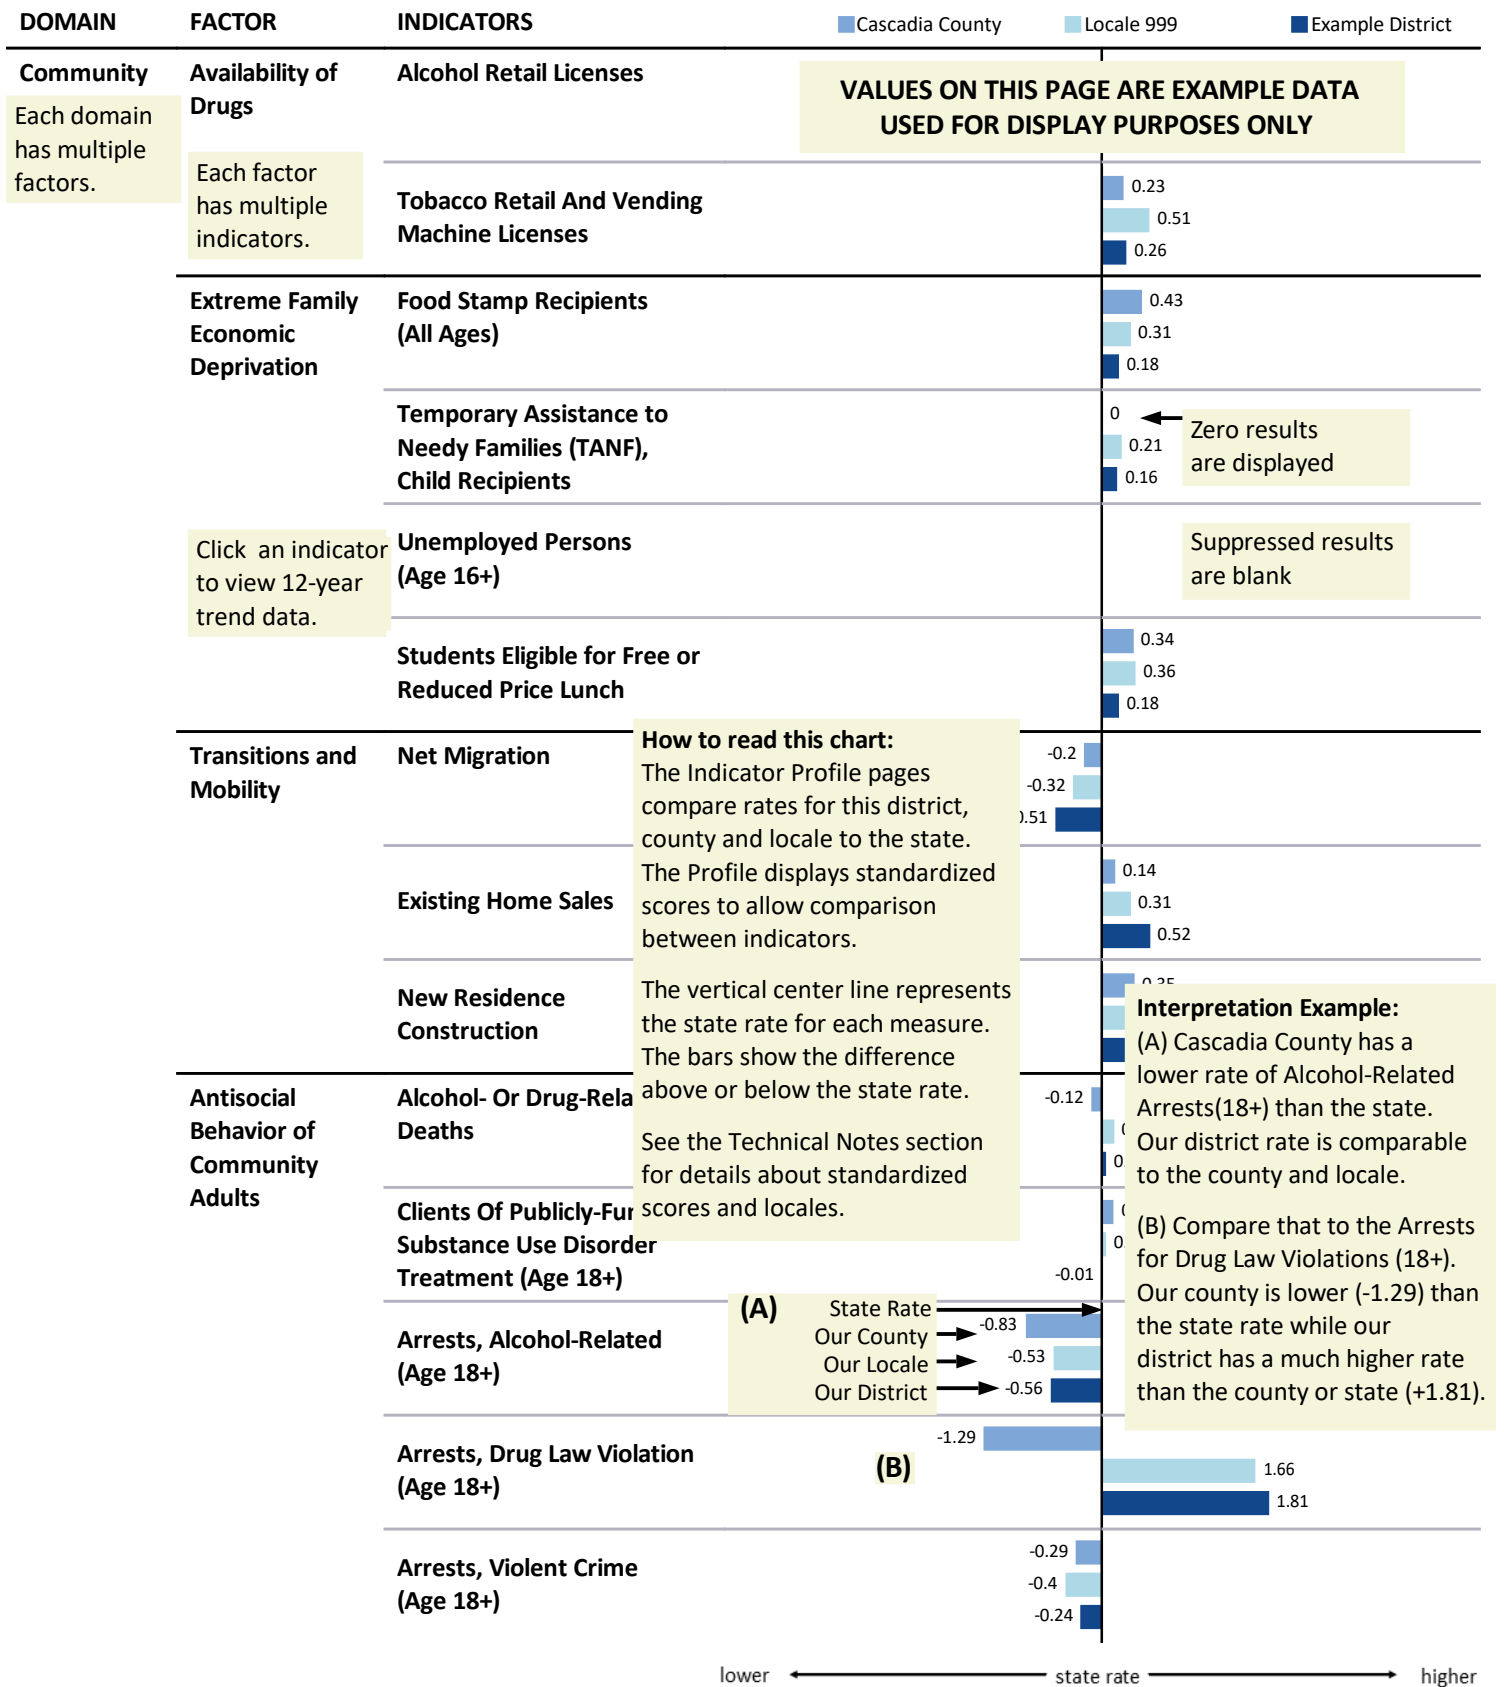 DOMAIN FACTOR INDICATORS Cascadia County Locale 999 Example District
Community
Each domain
has multiple
factors.
Availability of
Drugs
Each factor
has multiple
indicators.
Alcohol Retail Licenses
VALUES ON THIS PAGE ARE EXAMPLE DATA
USED FOR DISPLAY PURPOSES ONLY
Tobacco Retail And Vending
Machine Licenses
0.23
0.51
0.26
Extreme Family
Economic
Deprivation
Food Stamp Recipients
(All Ages)
0.43
0.31
0.18
Temporary Assistance to
Needy Families (TANF),
Child Recipients
0
0.21
0.16
Zero results
are displayed
Click an indicator
to view 12-year
trend data.
Unemployed Persons
(Age 16+)
Suppressed results
are blank
Students Eligible for Free or
Reduced Price Lunch
0.34
0.36
0.18
Transitions and
Mobility
Net Migration
-0.2
-0.32
.51
How to read this chart:
The Indicator Profile pages
compare rates for this district,
county and locale to the state.
The Profile displays standardized
scores to allow comparison
between indicators.
The vertical center line represents
the state rate for each measure.
The bars show the difference
above or below the state rate.
See the Technical Notes section
for details about standardized
scores and locales.
Existing Home Sales
0.14
0.31
0.52
New Residence
Construction
Interpretation Example:
(A) Cascadia County has a
lower rate of Alcohol-Related
Arrests(18+) than the state.
Our district rate is comparable
to the county and locale.
(B) Compare that to the Arrests
for Drug Law Violations (18+).
Our county is lower (-1.29) than
the state rate while our
district has a much higher rate
than the county or state (+1.81).
Antisocial
Behavior of
Community
Adults
Alcohol- Or Drug-Rela
Deaths
-0.12
0.
Clients Of Publicly-Fun
Substance Use Disorder
Treatment (Age 18+)
0.
-0.01
Arrests, Alcohol-Related
(Age 18+)
(A)
State Rate
Our County
Our Locale
Our District
-0.83
-0.53
-0.56
Arrests, Drug Law Violation
(Age 18+)
(B)
-1.29
1.66
1.81
Arrests, Violent Crime
(Age 18+)
-0.29
-0.4
-0.24
lower state rate higher